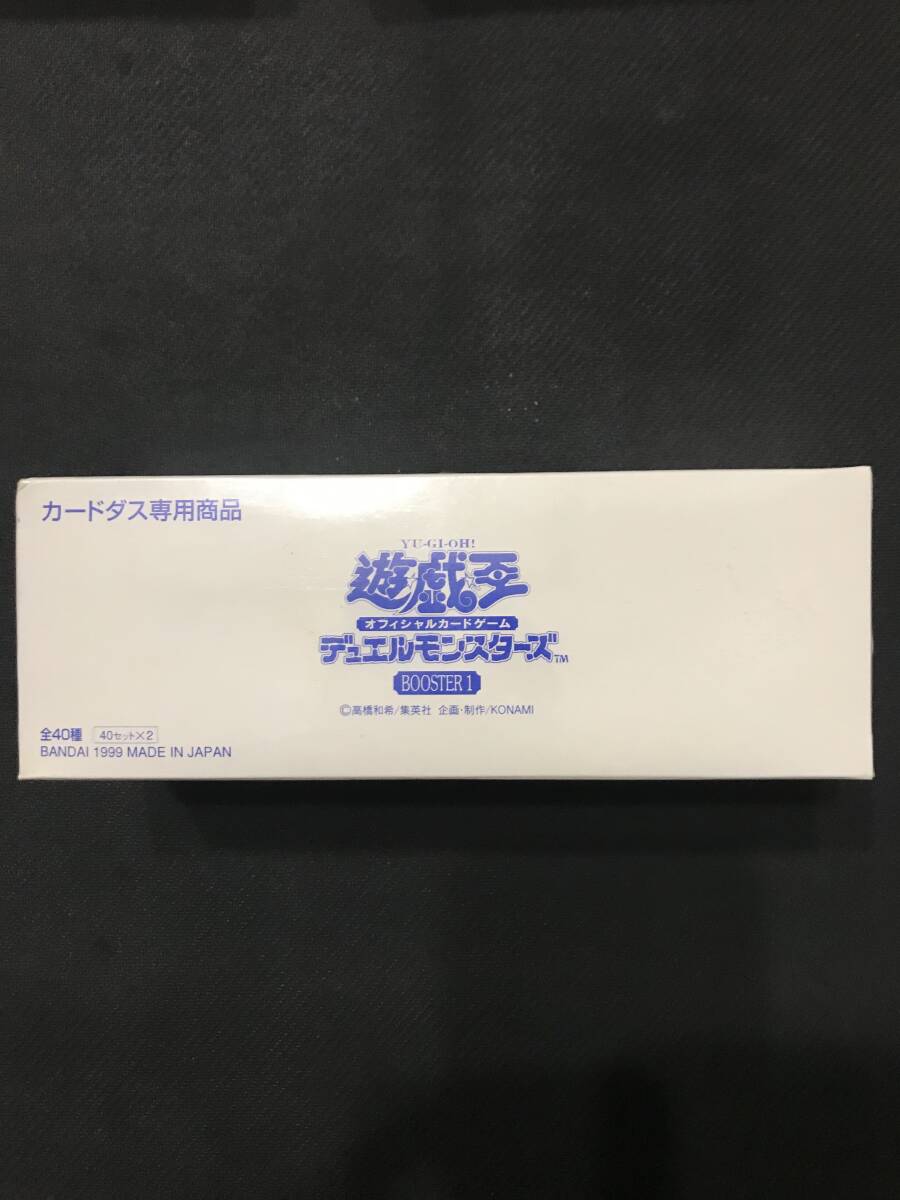 カードダス専用商品
YU-GI-OH!
遊☆戯☆王
オフィシャルカードゲーム
デュエルモンスターズ™
BOOSTER 1
©高橋和希/集英社 企画・制作/KONAMI
全40種 40セット×2
BANDAI 1999 MADE IN JAPAN